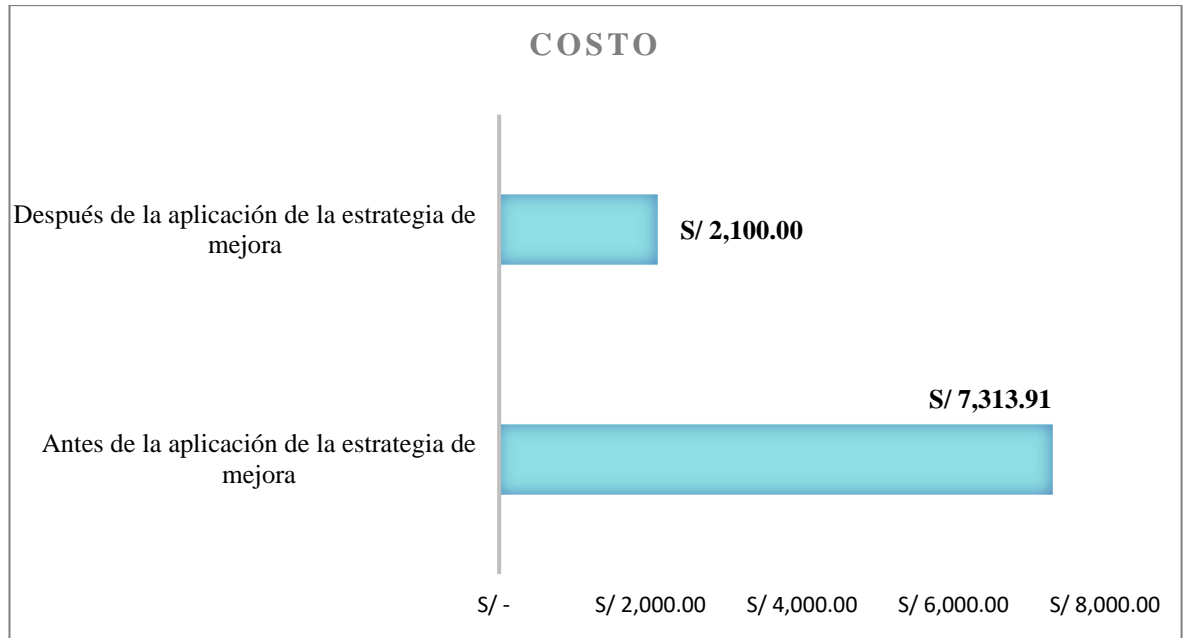 COSTO
Después de la aplicación de la estrategia de
mejora
S/ 2,100.00
S/ 7,313.91
Antes de la aplicación de la estrategia de
mejora
S/ -
S/ 2,000.00
S/ 4,000.00
S/ 6,000.00
S/ 8,000.00